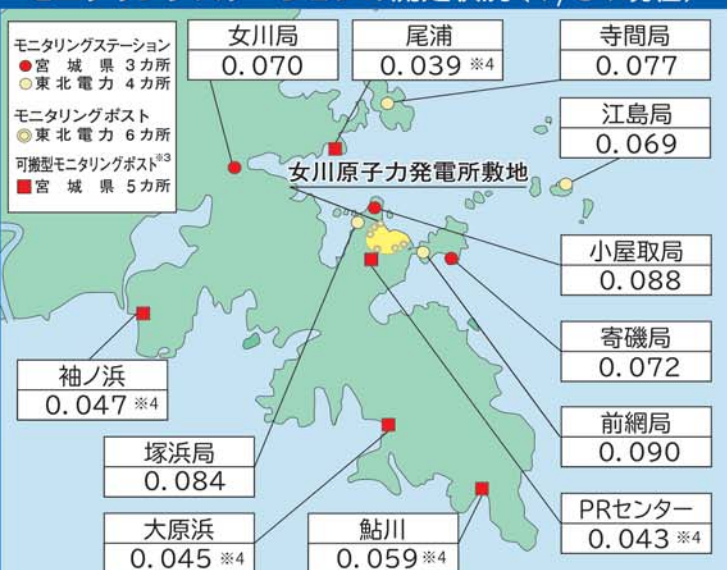 モニタリングステーション
●宮城県3カ所
○東北電力4カ所
モニタリングポスト
◎東北電力6カ所
可搬型モニタリングポスト※3
■宮城県5カ所
女川局
0.070
尾浦
0.039※4
寺間局
0.077
江島局
0.069
女川原子力発電所敷地
小屋取局
0.088
寄磯局
0.072
袖ノ浜
0.047※4
前網局
0.090
塚浜局
0.084
PRセンター
0.043※4
大原浜
0.045※4
鮎川
0.059※4